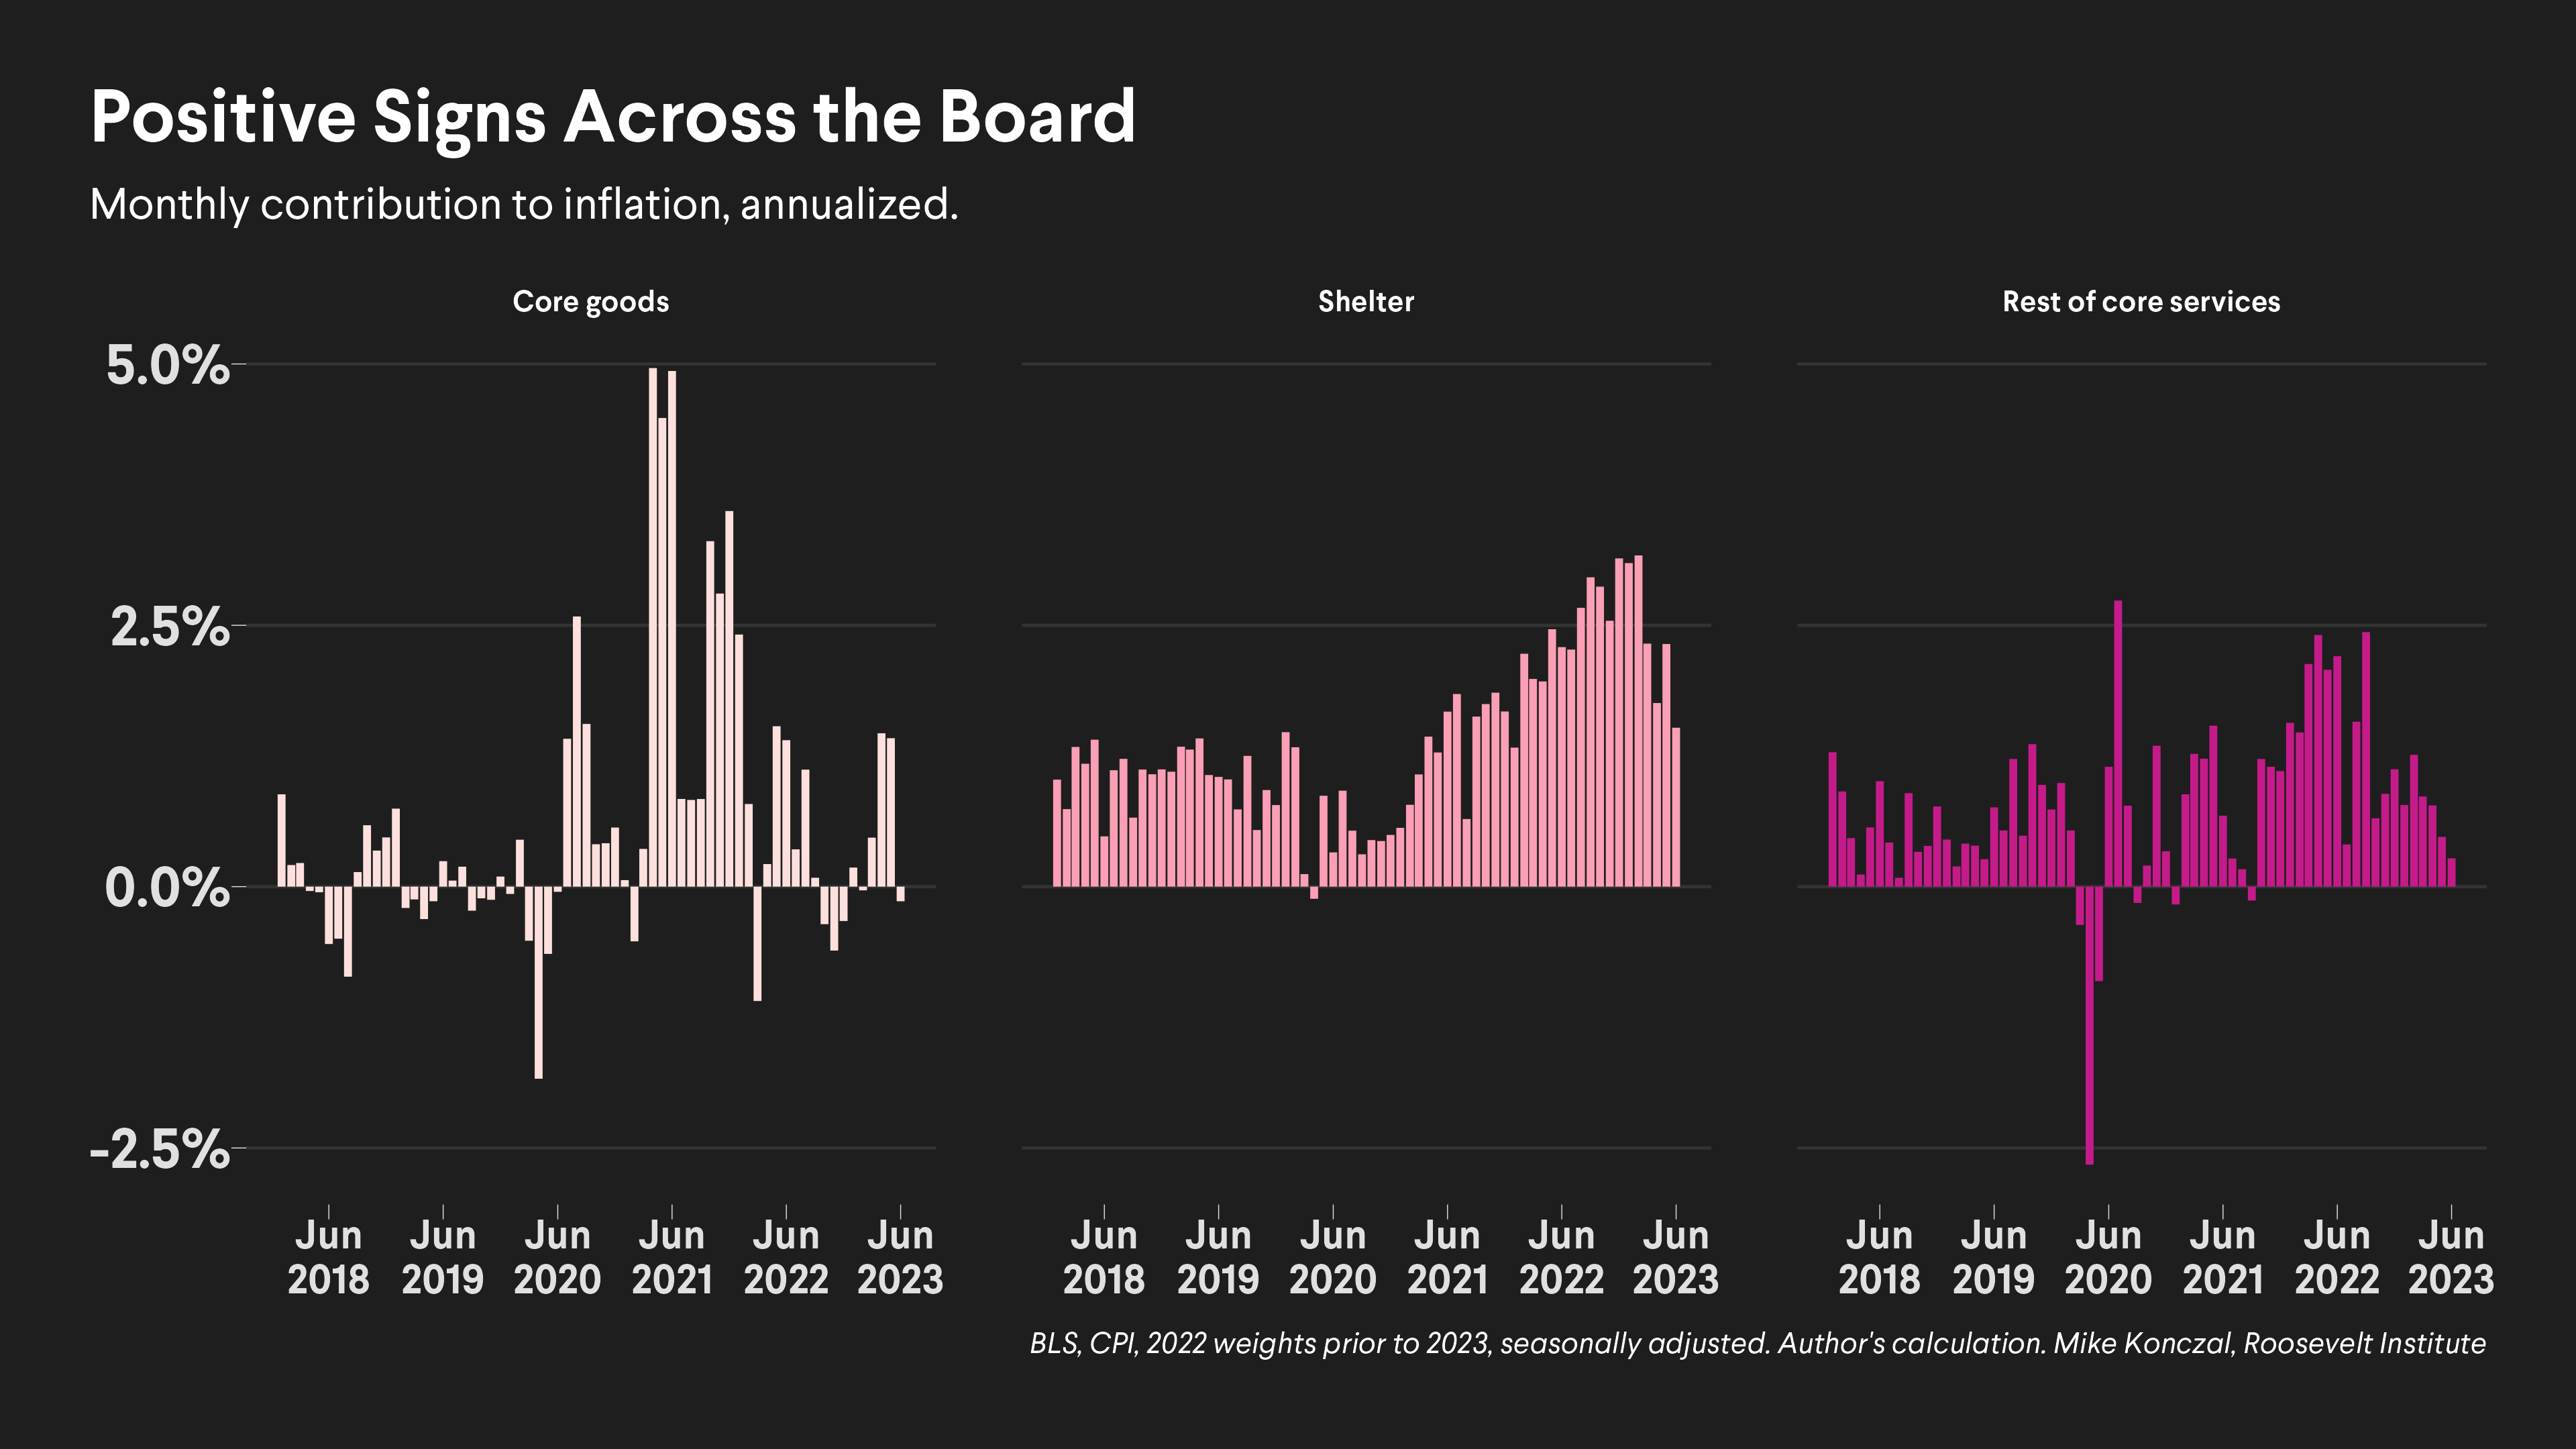 Positive Signs Across the Board
Monthly contribution to inflation, annualized.
Core goods
Shelter
Rest of core services
5.0%
2.5%
0.0%
-2.5%
Jun Jun Jun Jun Jun Jun
2018 2019 2020 2021 2022 2023
Jun Jun Jun Jun Jun Jun
2018 2019 2020 2021 2022 2023
Jun Jun Jun Jun Jun Jun
2018 2019 2020 2021 2022 2023
BLS, CPI, 2022 weights prior to 2023, seasonally adjusted. Author's calculation. Mike Konczal, Roosevelt Institute